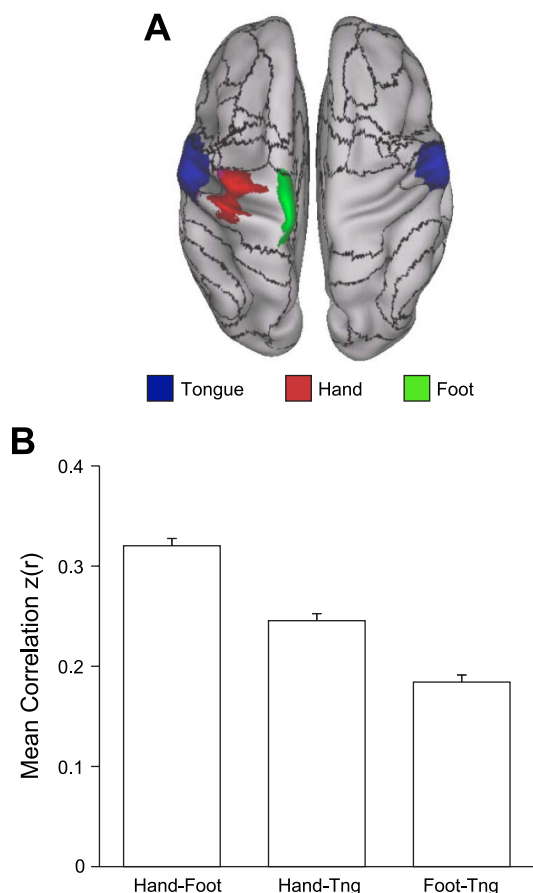 A
Tongue Hand Foot
B
Mean Correlation z(r)
0.4
0.3
0.2
0.1
0
Hand-Foot Hand-Tng Foot-Tng